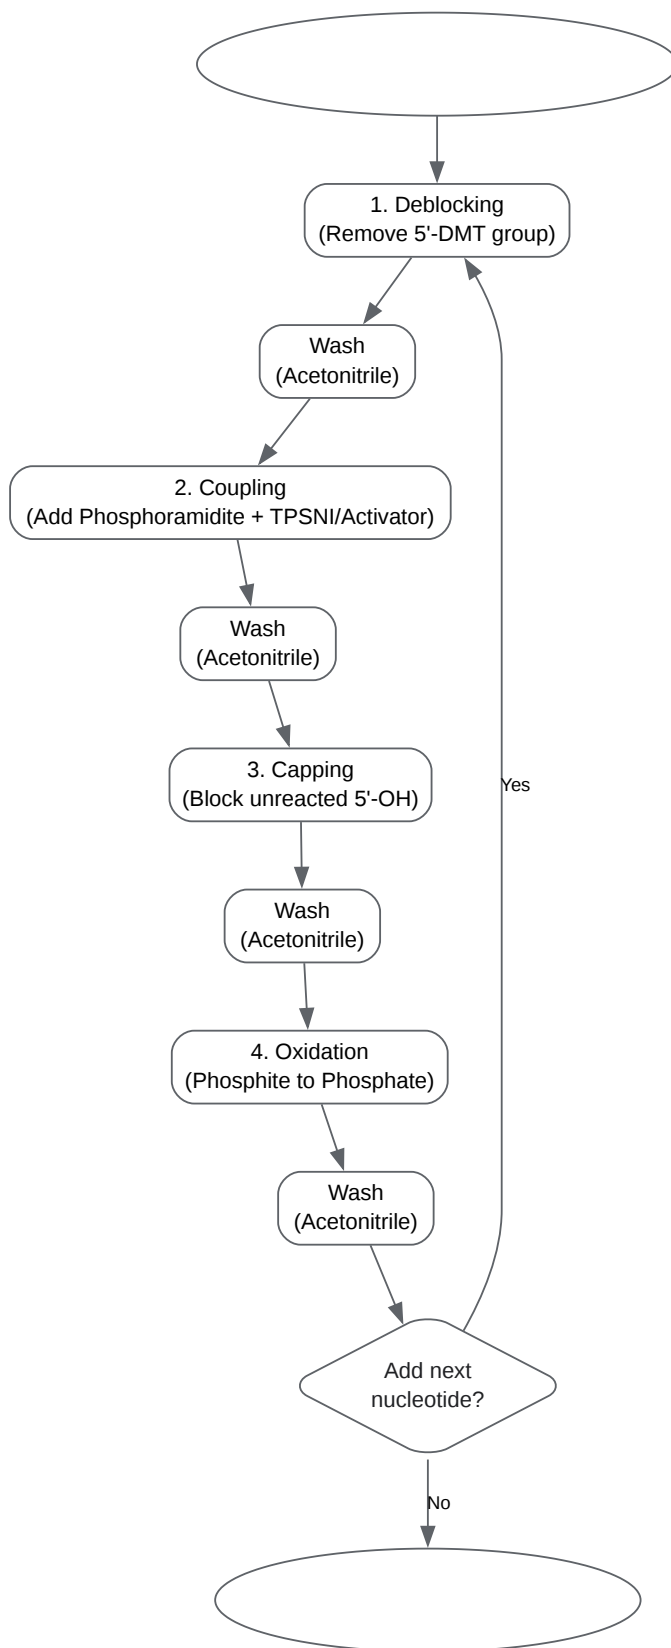 1. Deblocking
(Remove 5'-DMT group)
Wash
(Acetonitrile)
2. Coupling
(Add Phosphoramidite + TPSNI/Activator)
Wash
(Acetonitrile)
3. Capping
(Block unreacted 5'-OH)
Yes
Wash
(Acetonitrile)
4. Oxidation
(Phosphite to Phosphate)
Wash
(Acetonitrile)
Add next
nucleotide?
No